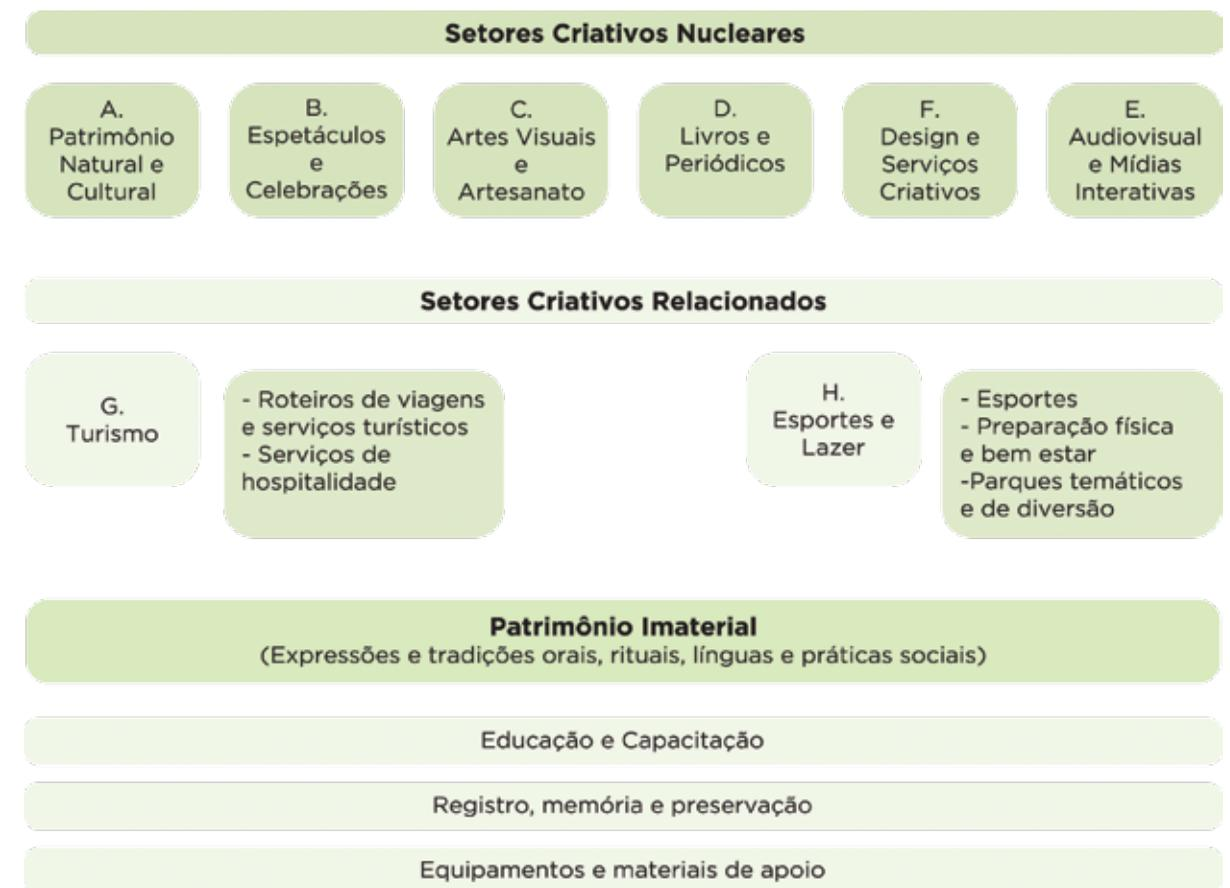 Setores Criativos Nucleares
A.
Patrimônio
Natural e
Cultural
B.
Espetáculos
e
Celebrações
C.
Artes Visuais
e
Artesanato
D.
Livros e
Periódicos
F.
Design e
Serviços
Criativos
E.
Audiovisual
e Mídias
Interativas
Setores Criativos Relacionados
G.
Turismo
- Roteiros de viagens
e serviços turísticos
- Serviços de
hospitalidade
H.
Esportes e
Lazer
- Esportes
- Preparação física
e bem estar
-Parques temáticos
e de diversão
Patrimônio Imaterial
(Expressões e tradições orais, rituais, línguas e práticas sociais)
Educação e Capacitação
Registro, memória e preservação
Equipamentos e materiais de apoio